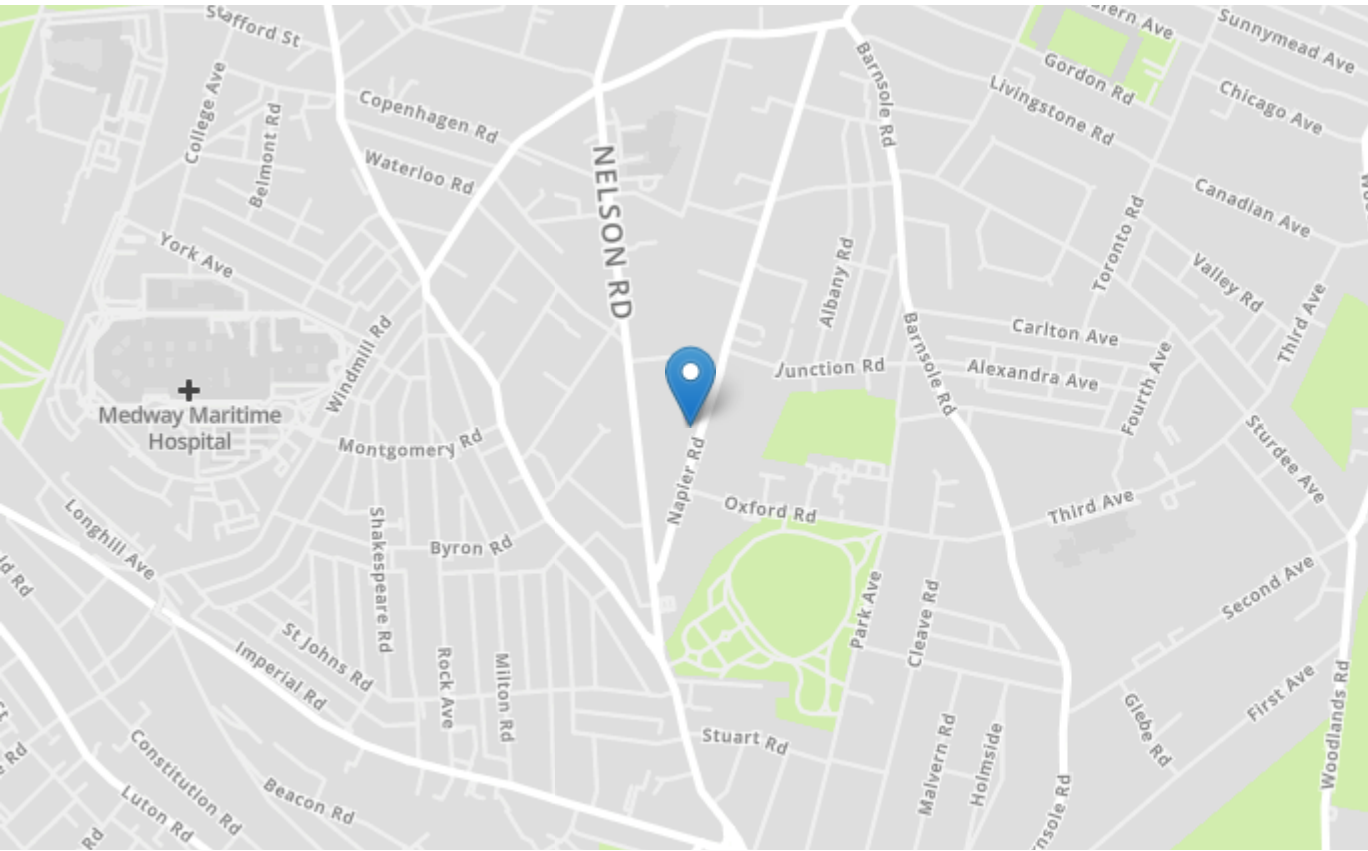 Stafford St
Sunnymead Ave
Gordon Rd
Barnsole Rd
College Ave
Copenhagen Rd
Livingstone Rd
Chicago Ave
Belmont Rd
Waterloo Rd
NELSON RD
Canadian Ave
York Ave
Toronto Rd
Albany Rd
Valley Rd
Third Ave
Windmill Rd
Carlton Ave
Barnsole Rd
Junction Rd
Alexandra Ave
Fourth Ave
Medway Maritime
Hospital
Montgomery Rd
Napier Rd
Sturdee Ave
Oxford Rd
Third Ave
Longhill Ave
Shakespeare Rd
Byron Rd
Park Ave
Cleave Rd
Second Ave
St Johns Rd
Imperial Rd
Rock Ave
Milton Rd
First Ave
Woodlands Rd
Glebe Rd
Stuart Rd
Malvern Rd
Holmside
Constitution Rd
Beacon Rd
Luton Rd
Rd
Rd
Rd
Ave
Rd